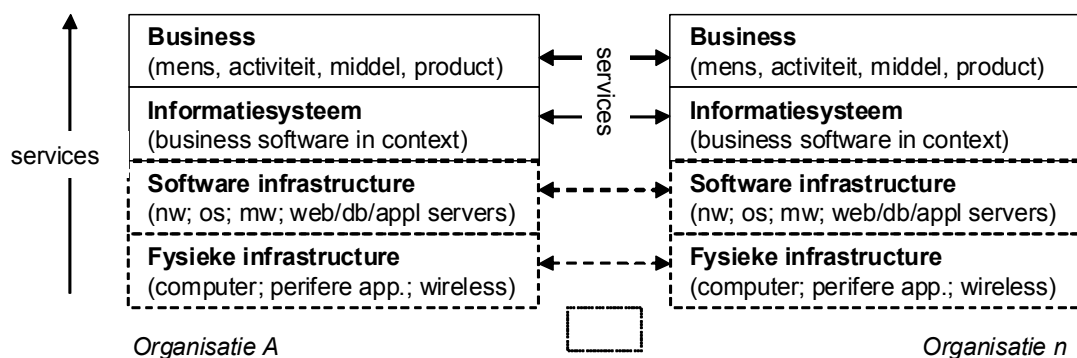 services
Business
(mens, activiteit, middel, product)
Informatiesysteem
(business software in context)
Software infrastructure
(nw; os; mw; web/db/appl servers)
Fysieke infrastructure
(computer; perifere app.; wireless)
Organisatie A
services
Business
(mens, activiteit, middel, product)
Informatiesysteem
(business software in context)
Software infrastructure
(nw; os; mw; web/db/appl servers)
Fysieke infrastructure
(computer; perifere app.; wireless)
Organisatie n